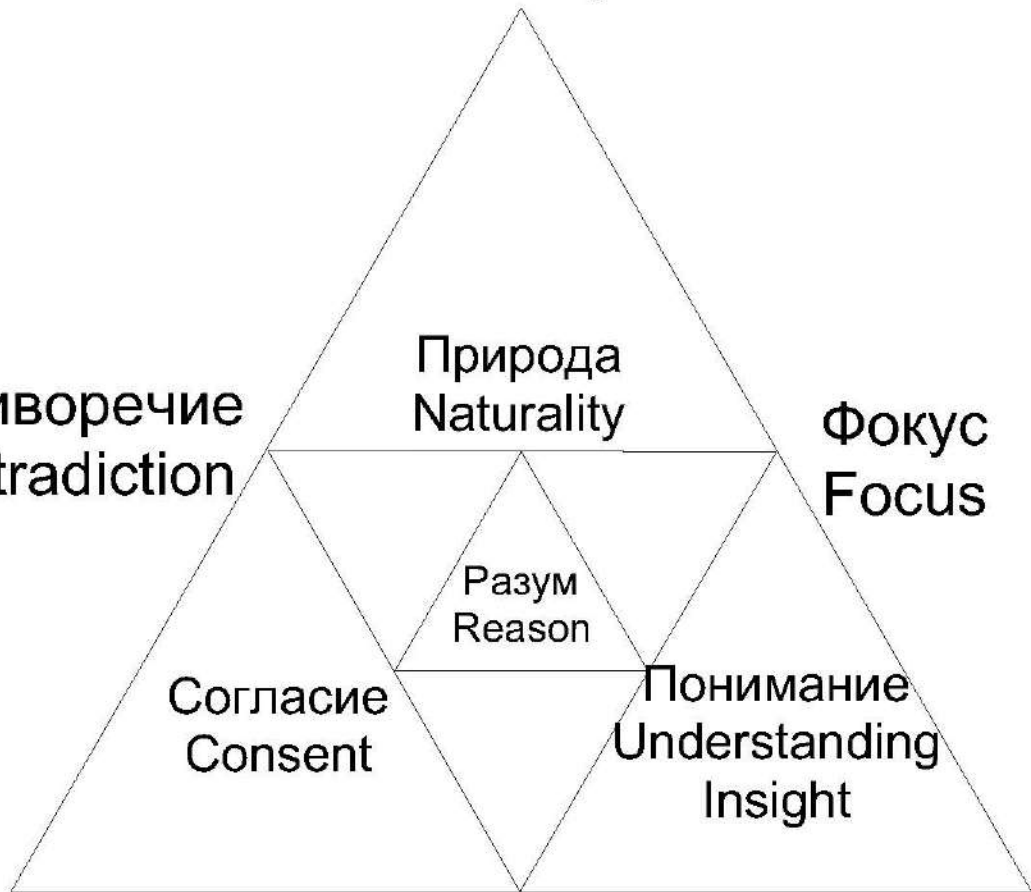 Природа
Naturality
иворечие
tradiction
Фокус
Focus
Разум
Reason
Согласие
Consent
Понимание
Understanding
Insight